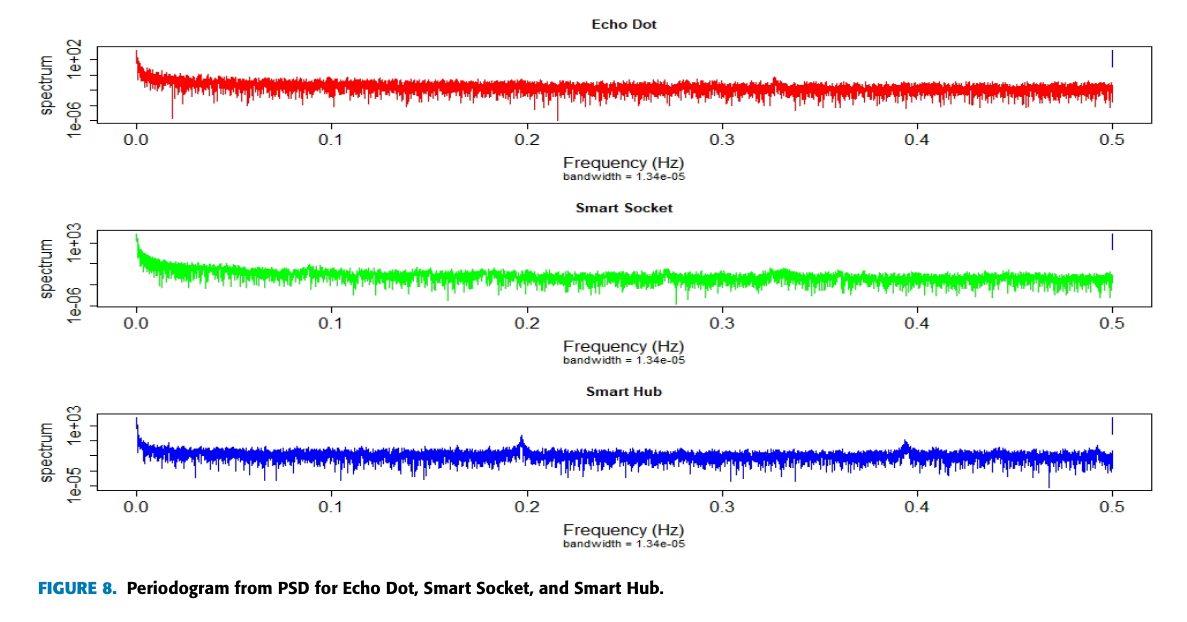 Echo Dot
spectrum
1e-06 1e+02
0.0 0.1 0.2 0.3 0.4 0.5
Frequency (Hz)
bandwidth = 1.34e-05
Smart Socket
spectrum
1e-06 1e+03
0.0 0.1 0.2 0.3 0.4 0.5
Frequency (Hz)
bandwidth = 1.34e-05
Smart Hub
spectrum
1e-05 1e+03
0.0 0.1 0.2 0.3 0.4 0.5
Frequency (Hz)
bandwidth = 1.34e-05
FIGURE 8. Periodogram from PSD for Echo Dot, Smart Socket, and Smart Hub.